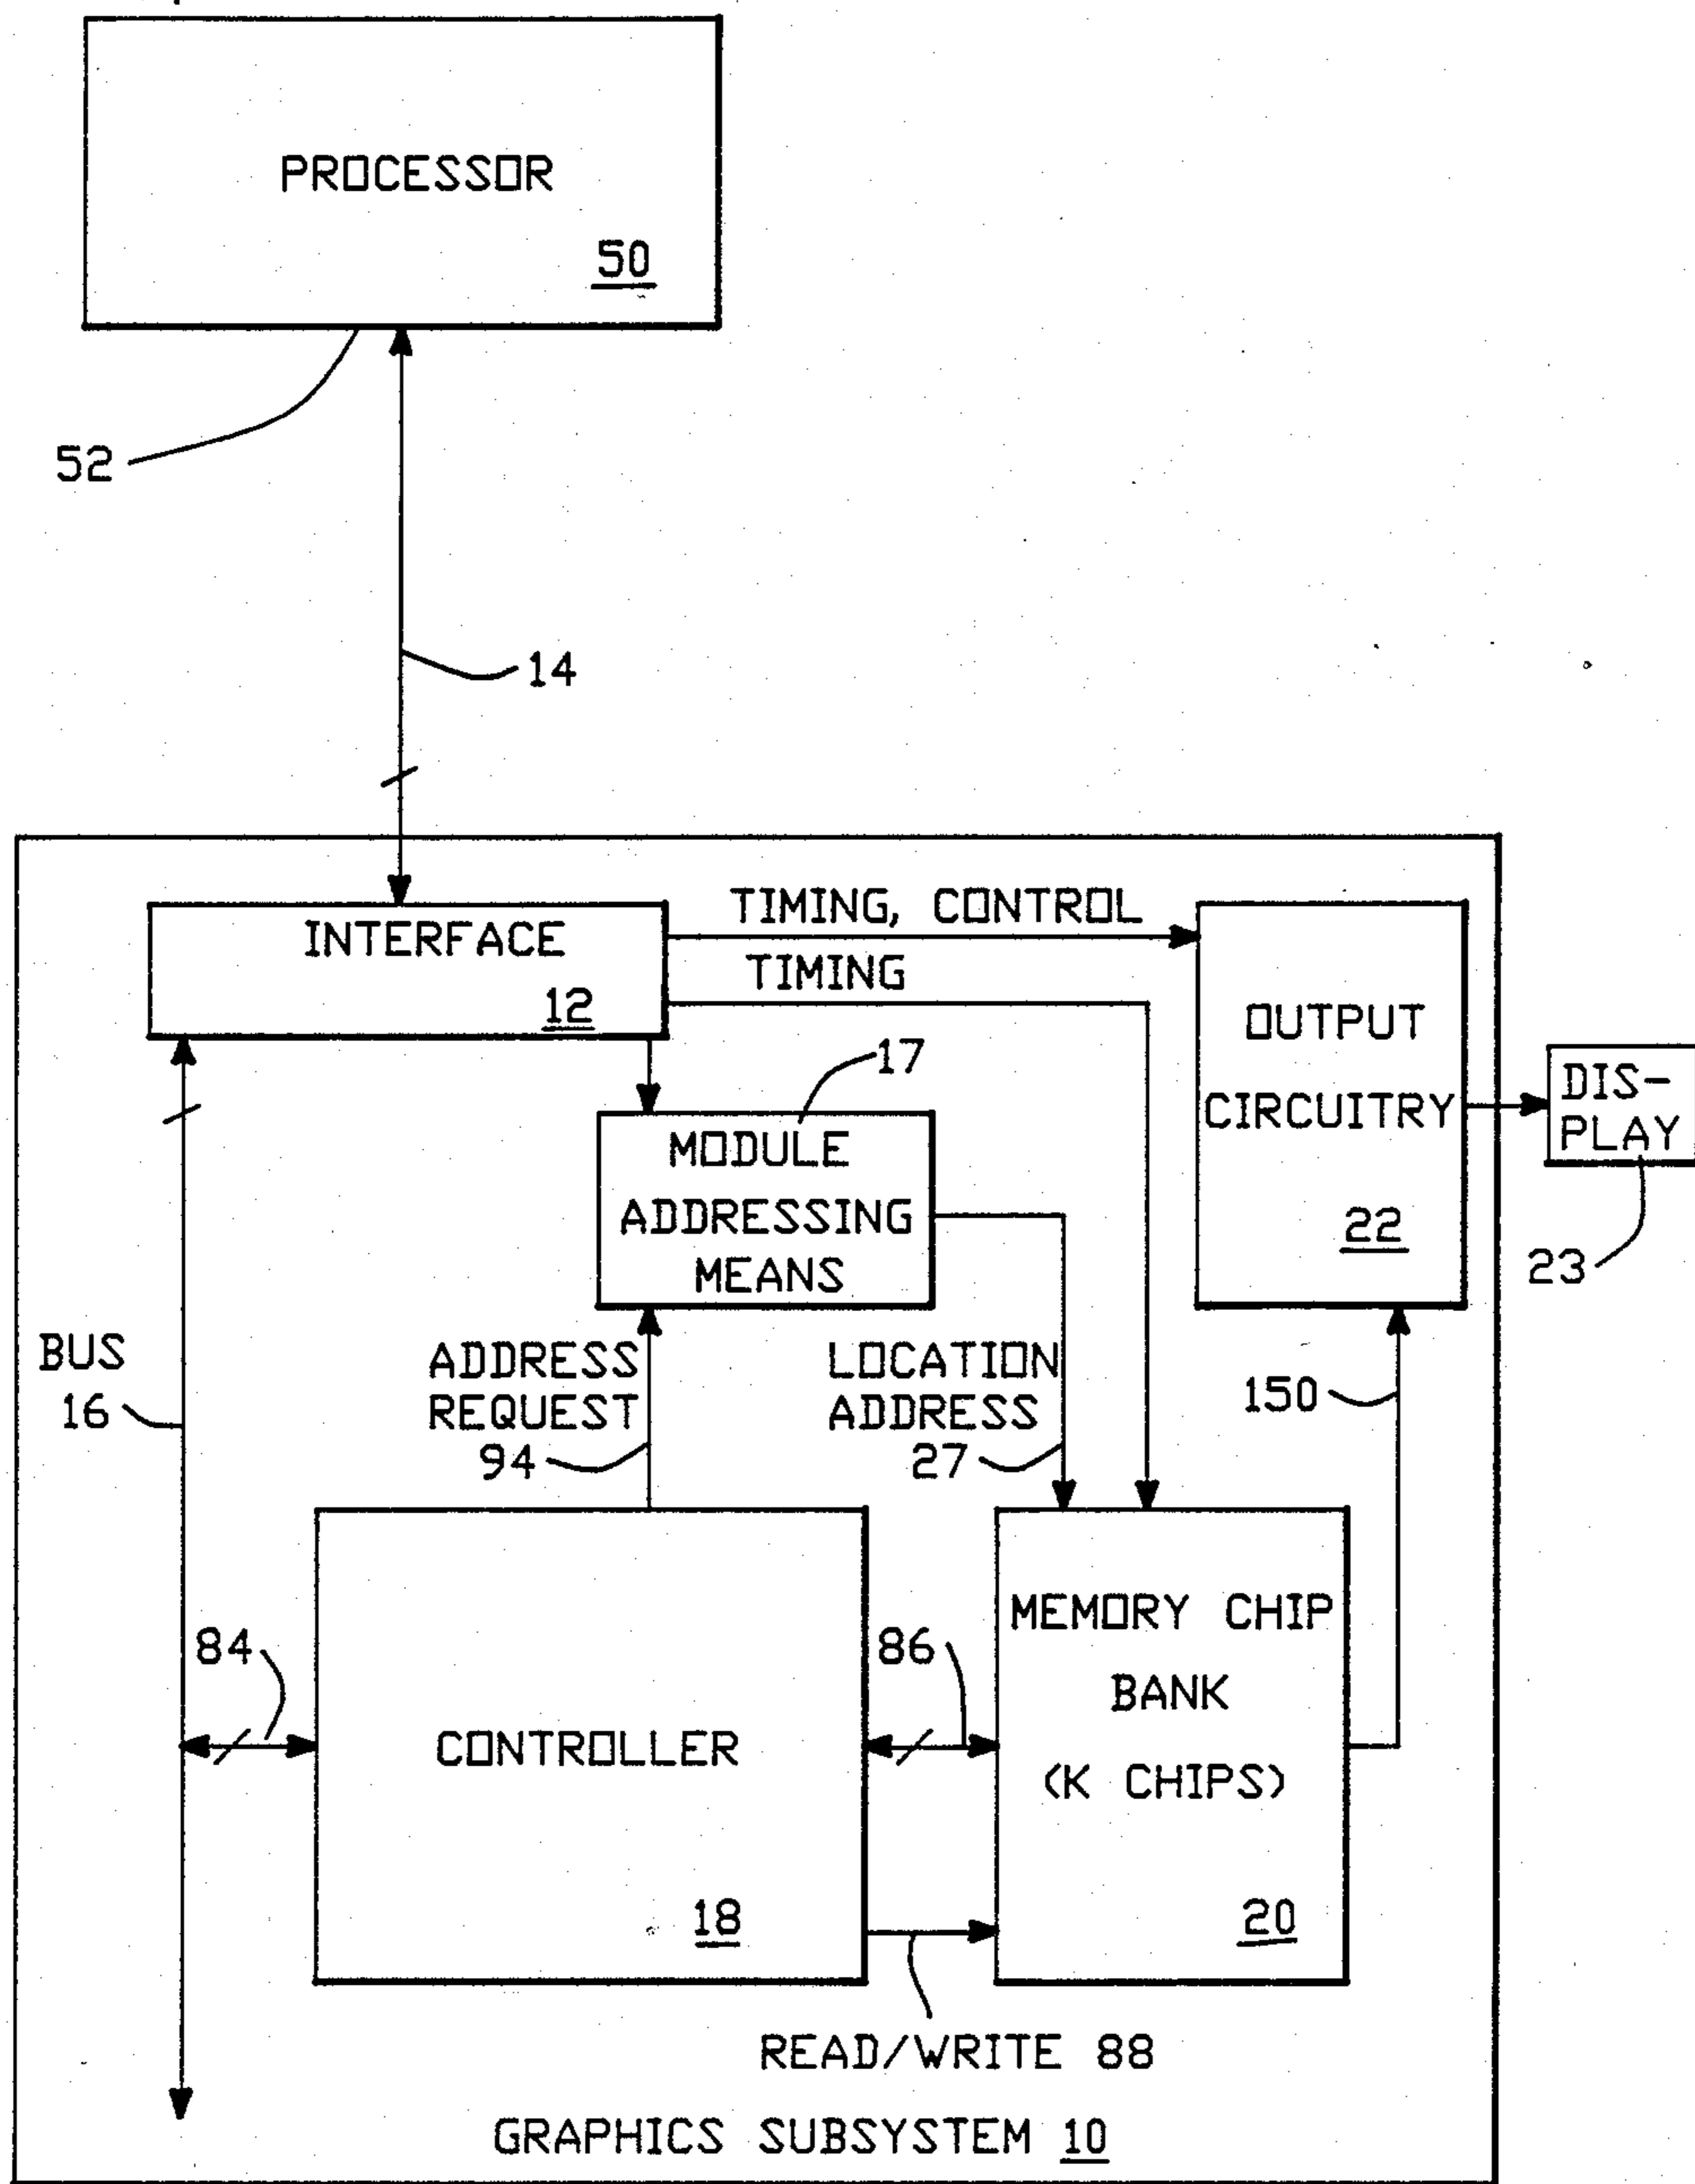 PROCESSOR
50
52
14
TIMING, CONTROL
INTERFACE
TIMING
12
OUTPUT
CIRCUITRY
22
17
DIS-
PLAY
23
MODULE
ADDRESSING
MEANS
BUS
16
ADDRESS
REQUEST
94
LOCATION
ADDRESS
27
150
84
86
MEMORY CHIP
BANK
(K CHIPS)
20
CONTROLLER
18
READ/WRITE 88
GRAPHICS SUBSYSTEM 10